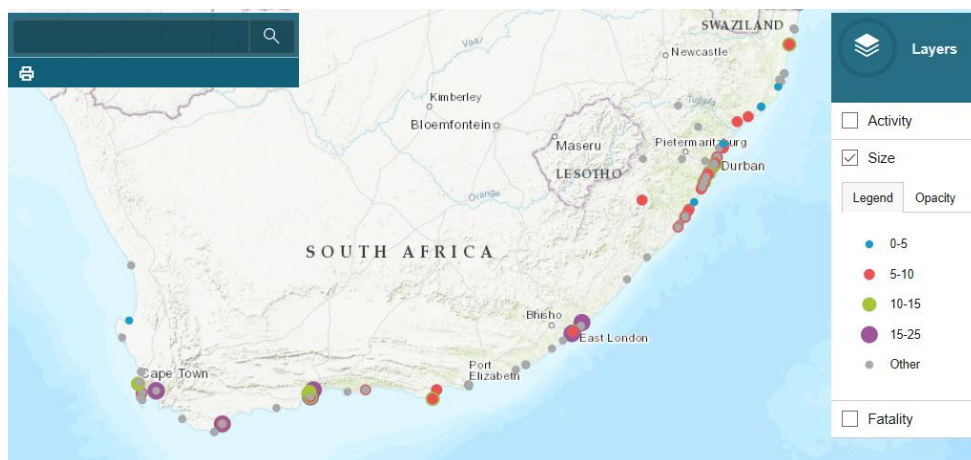 SWAZILAND
Vaal
Newcastle
Kimberley
Bloemfontein
Tugela
Maseru
Pietermaritzburg
LESOTHO
Durban
Orange
SOUTH AFRICA
Bhisho
East London
Port
Elizabeth
Cape Town
Layers
Activity
Size
Legend Opacity
0-5
5-10
10-15
15-25
Other
Fatality